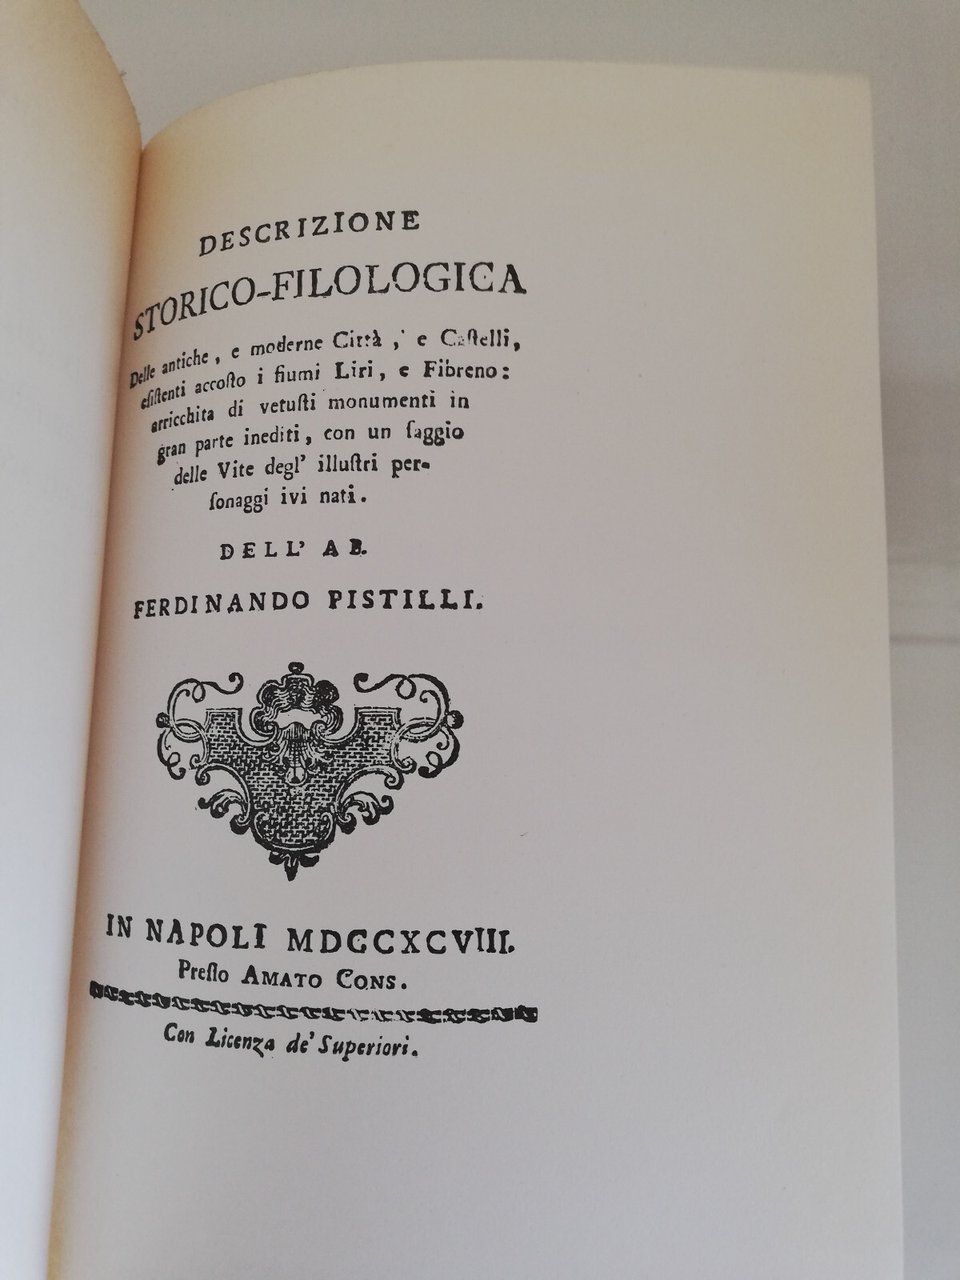 DESCRIZIONE
STORICO-FILOLOGICA
Delle antiche, e moderne Città, e Caſtelli,
eſiſtenti accoſto i fiumi Liri, e Fibreno:
arricchita di vetuſti monumenti in
gran parte inediti, con un ſaggio
delle Vite degl' illuſtri per-
ſonaggi ivi nati.
DELL' AB.
FERDINANDO PISTILLI.
IN NAPOLI MDCCXCVIII.
Preſſo AMATO CONS.
Con Licenza de' Superiori.